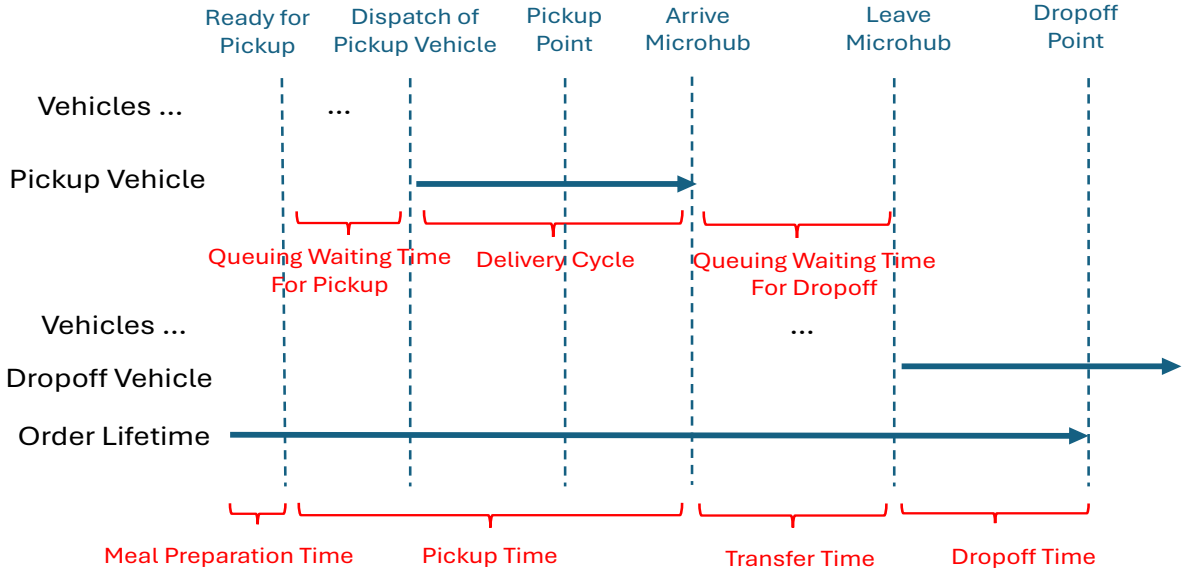 Ready for
Pickup
Dispatch of
Pickup Vehicle
Pickup
Point
Arrive
Microhub
Leave
Microhub
Dropoff
Point
Vehicles ...
...
Pickup Vehicle
Queuing Waiting Time
For Pickup
Delivery Cycle
Queuing Waiting Time
For Dropoff
Vehicles ...
...
Dropoff Vehicle
Order Lifetime
Meal Preparation Time
Pickup Time
Transfer Time
Dropoff Time